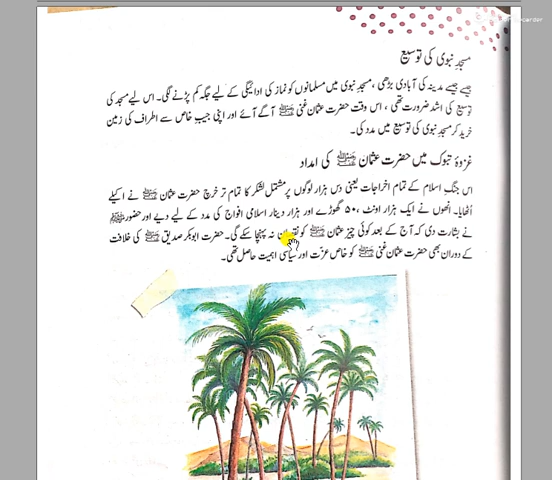 مسجدِ نبوی کی توسیع
جیسے جیسے مدینہ کی آبادی بڑھی، مسجدِ نبوی میں مسلمانوں کو نماز کی ادائیگی کے لیے جگہ کم پڑنے لگی۔ اس لیے مسجد کی
توسیع کی اشد ضرورت تھی، اس وقت حضرت عثمان غنی آگے آئے اور اپنی جیبِ خاص سے اطراف کی زمین
خرید کر مسجدِ نبوی کی توسیع میں مدد کی۔
غزوۂ تبوک میں حضرت عثمان کی امداد
اس جنگِ اسلام کے تمام اخراجات یعنی دس ہزار لوگوں پر مشتمل لشکر کا تمام تر خرچ حضرت عثمان نے اکیلے
اُٹھایا۔ انھوں نے ایک ہزار اونٹ، ۵۰ گھوڑے اور ہزار دینار اسلامی افواج کی مدد کے لیے دیے اور حضور ﷺ
نے بشارت دی کہ آج کے بعد کوئی چیز عثمان کو نقصان نہ پہنچا سکے گی۔ حضرت ابوبکر صدیق کی خلافت
کے دوران بھی حضرت عثمان غنی کو خاص عزّت اور سیاسی اہمیت حاصل تھی۔